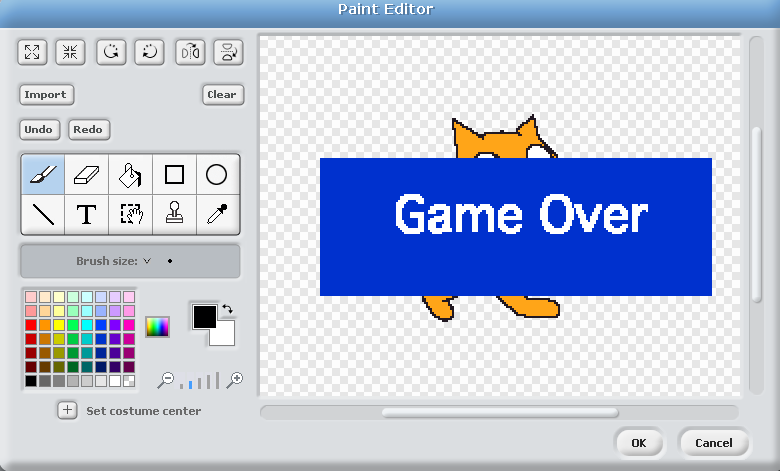 Paint Editor
Import
Clear
Undo
Redo
T
Game Over
Brush size:
Set costume center
OK
Cancel